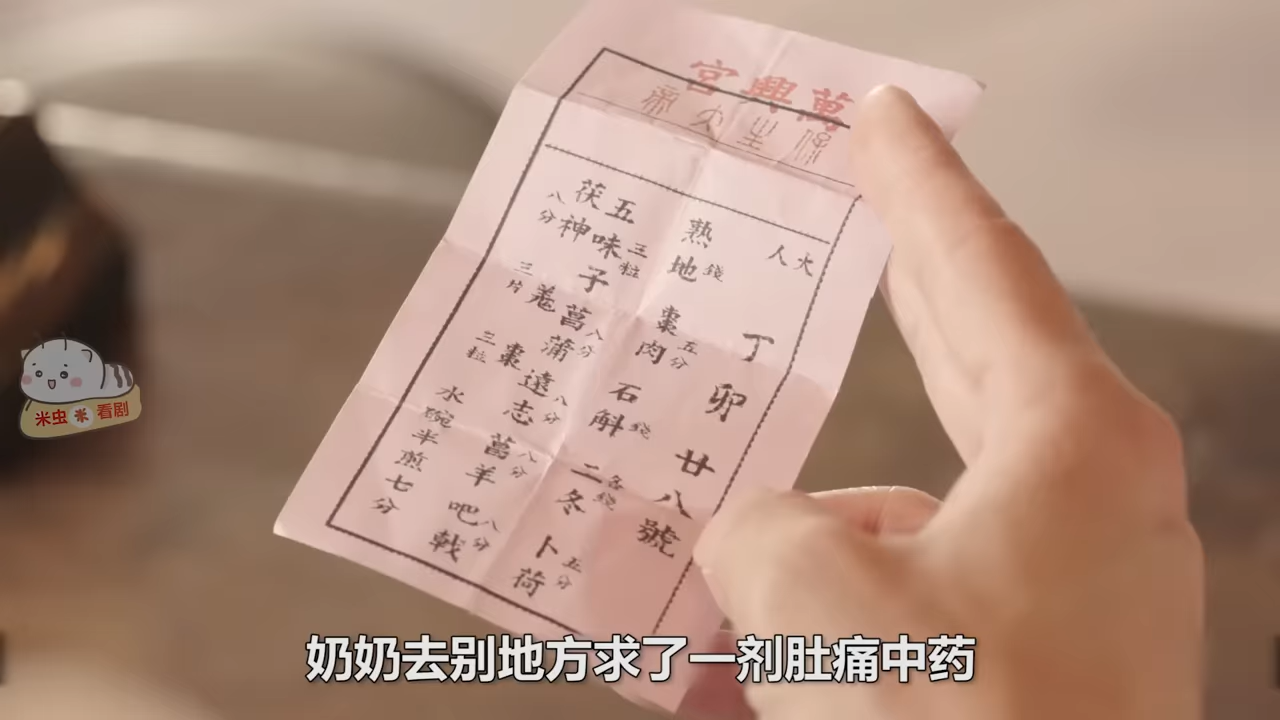 萬興宮
保生大帝
大人
丁卯廿八號
熟地錢 棗肉五分 石斛錢 二冬各錢 卜荷五分
五味子三粒 菖蒲八分 遠志八分 菖羊八分 吧戟八分
茯神八分 羗三片 棗三粒 水碗半煎七分
米虫米看剧
奶奶去别地方求了一剂肚痛中药